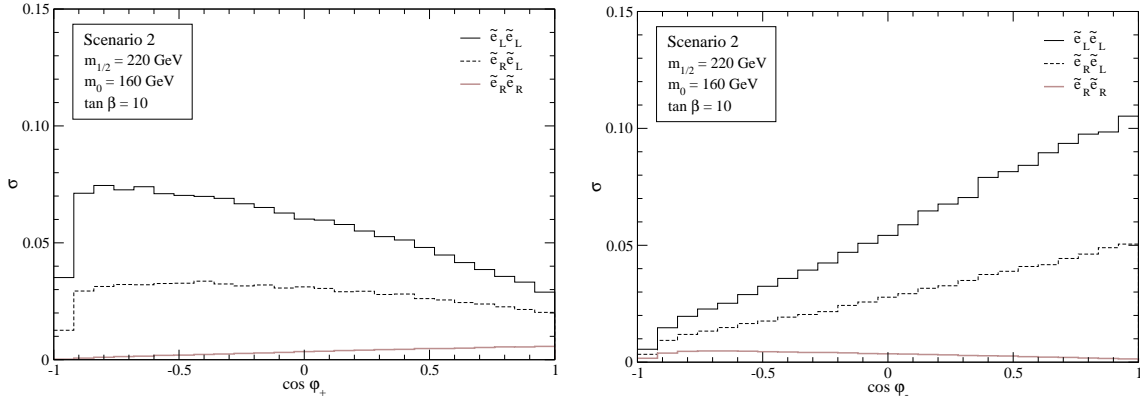 0.15
0.10
0.05
0
σ
Scenario 2
m1/2 = 220 GeV
m0 = 160 GeV
tan β = 10
ẽLẽL
ẽRẽL
ẽRẽR
-1 -0.5 0 0.5 1
cos φ+
0.15
0.10
0.05
0
σ
Scenario 2
m1/2 = 220 GeV
m0 = 160 GeV
tan β = 10
ẽLẽL
ẽRẽL
ẽRẽR
-1 -0.5 0 0.5 1
cos φ-